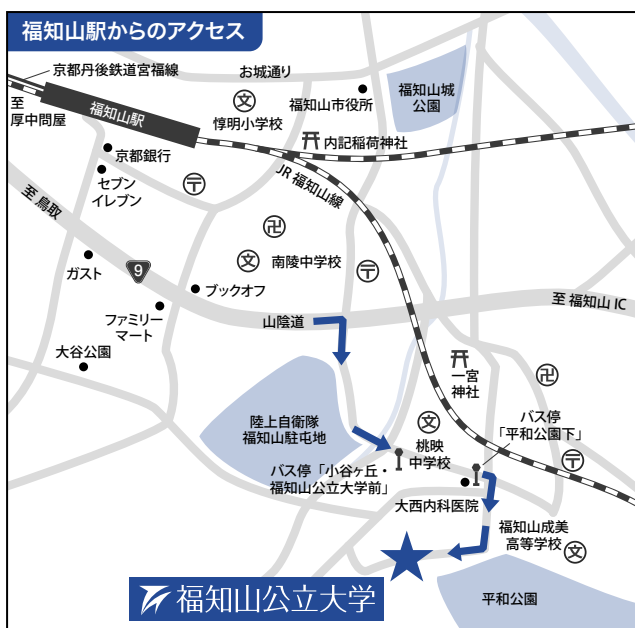 福知山駅からのアクセス
京都丹後鉄道宮福線
至
厚中問屋
福知山駅
お城通り
文
惇明小学校
福知山市役所
福知山城
公園
内記稲荷神社
京都銀行
セブン
イレブン
JR 福知山線
至 鳥取
卍
文
南陵中学校
ガスト
9
ブックオフ
ファミリー
マート
山陰道
至 福知山 IC
大谷公園
一宮
神社
卍
陸上自衛隊
福知山駐屯地
文
桃映
中学校
バス停
「平和公園下」
バス停「小谷ヶ丘・
福知山公立大学前」
大西内科医院
福知山成美
高等学校
文
福知山公立大学
平和公園